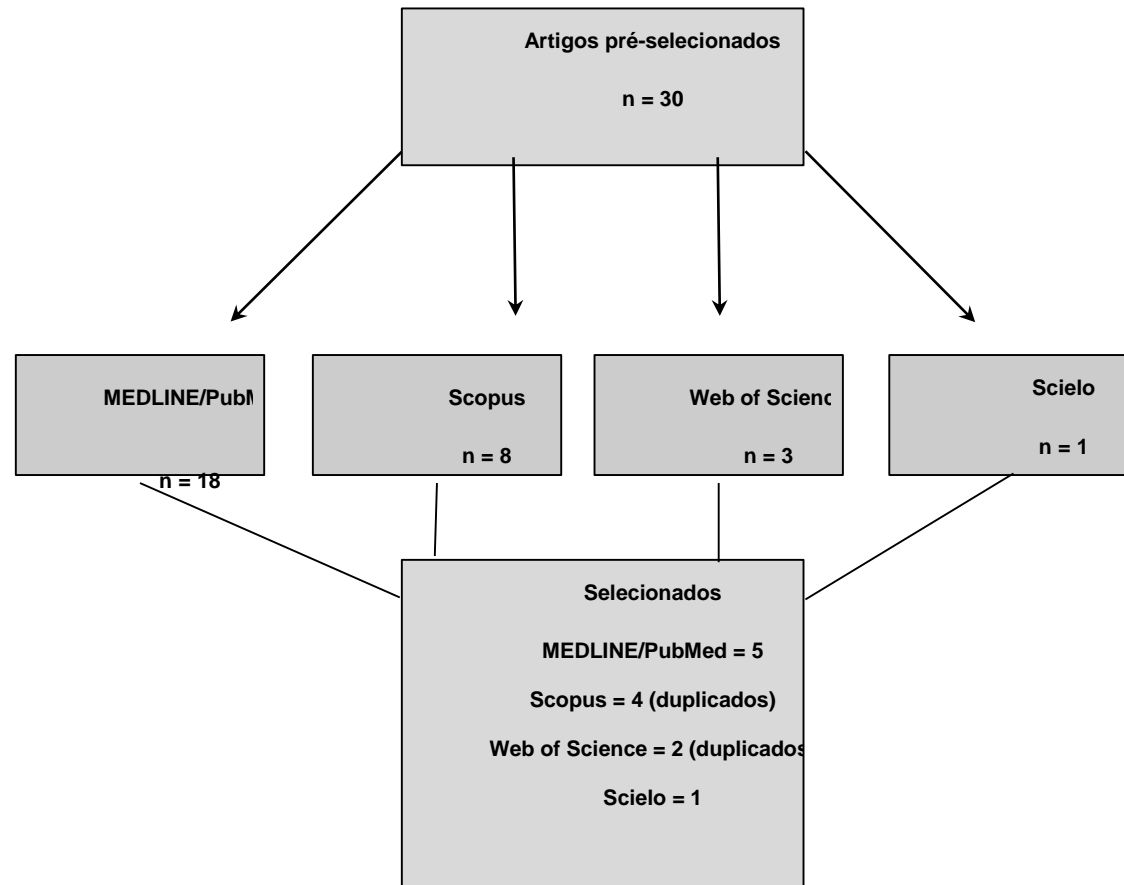 Artigos pré-selecionados
n = 30
MEDLINE/Pub
n = 18
Scopus
n = 8
Web of Scienc
n = 3
Scielo
n = 1
Selecionados
MEDLINE/PubMed = 5
Scopus = 4 (duplicados)
Web of Science = 2 (duplicados
Scielo = 1